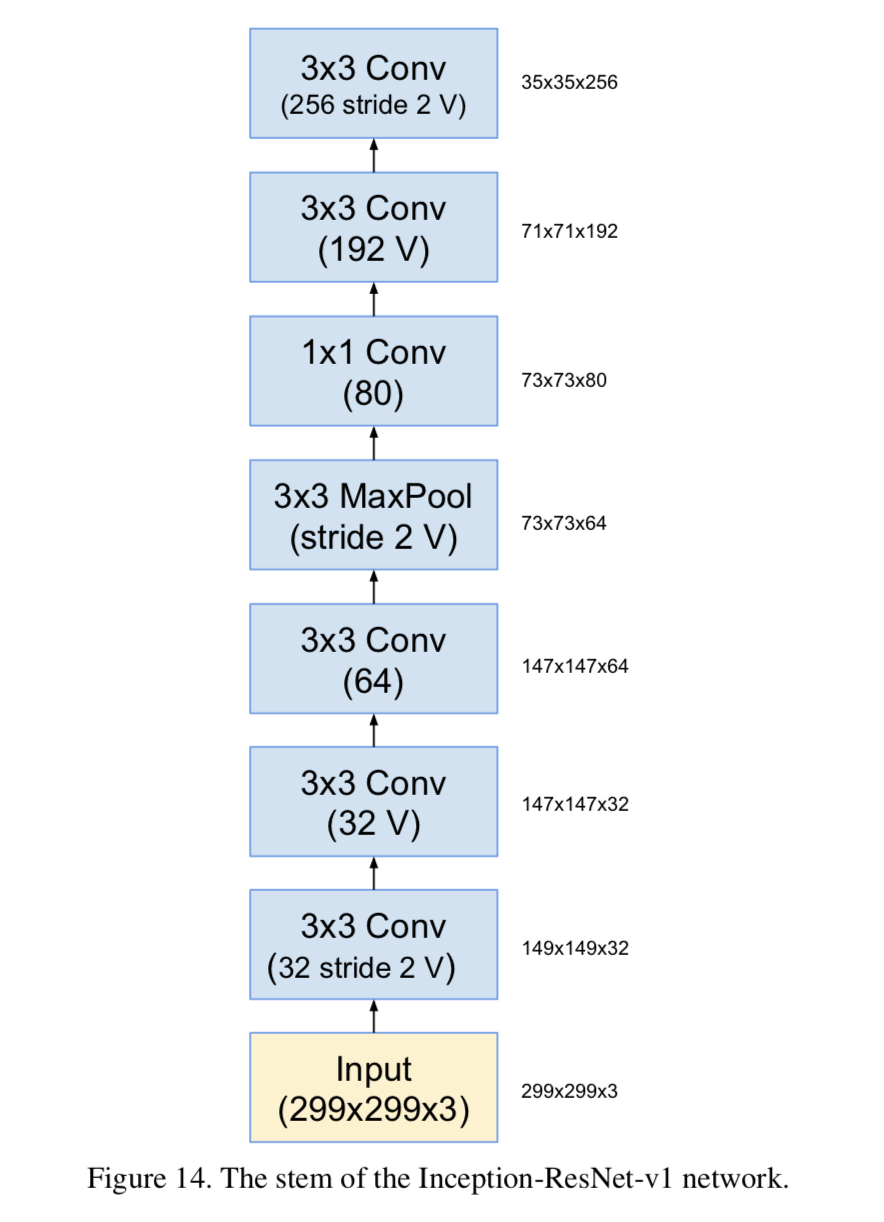 3x3 Conv
(256 stride 2 V)
35x35x256
3x3 Conv
(192 V)
71x71x192
1x1 Conv
(80)
73x73x80
3x3 MaxPool
(stride 2 V)
73x73x64
3x3 Conv
(64)
147x147x64
3x3 Conv
(32 V)
147x147x32
3x3 Conv
(32 stride 2 V)
149x149x32
Input
(299x299x3)
299x299x3
Figure 14. The stem of the Inception-ResNet-v1 network.